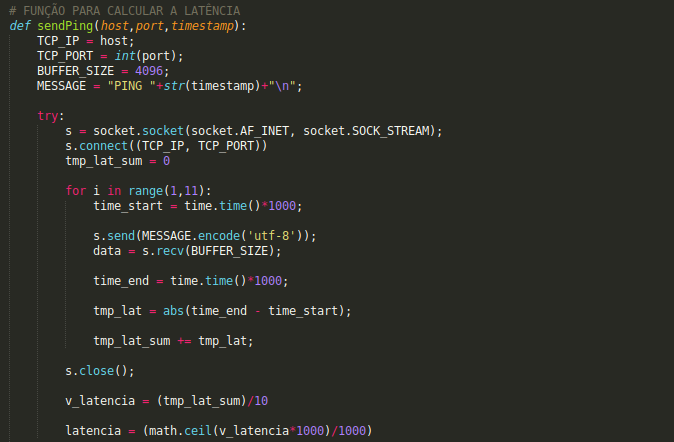 # FUNÇÃO PARA CALCULAR A LATÊNCIA
def sendPing(host,port,timestamp):
    TCP_IP = host;
    TCP_PORT = int(port);
    BUFFER_SIZE = 4096;
    MESSAGE = "PING "+str(timestamp)+"\n";

    try:
        s = socket.socket(socket.AF_INET, socket.SOCK_STREAM);
        s.connect((TCP_IP, TCP_PORT))
        tmp_lat_sum = 0

        for i in range(1,11):
            time_start = time.time()*1000;

            s.send(MESSAGE.encode('utf-8'));
            data = s.recv(BUFFER_SIZE);

            time_end = time.time()*1000;

            tmp_lat = abs(time_end - time_start);

            tmp_lat_sum += tmp_lat;

        s.close();

        v_latencia = (tmp_lat_sum)/10

        latencia = (math.ceil(v_latencia*1000)/1000)